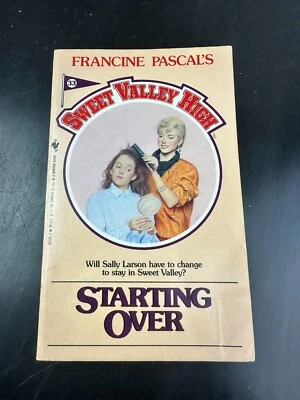 FRANCINE PASCAL'S
33
SWEET VALLEY HIGH
Will Sally Larson have to change
to stay in Sweet Valley?
STARTING
OVER